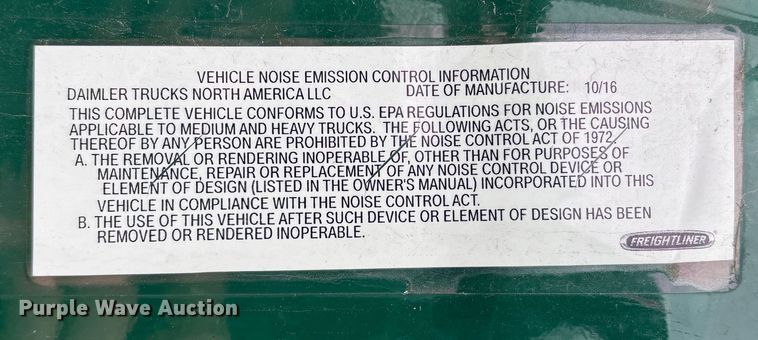 VEHICLE NOISE EMISSION CONTROL INFORMATION
DAIMLER TRUCKS NORTH AMERICA LLC DATE OF MANUFACTURE: 10/16
THIS COMPLETE VEHICLE CONFORMS TO U.S. EPA REGULATIONS FOR NOISE EMISSIONS
APPLICABLE TO MEDIUM AND HEAVY TRUCKS. THE FOLLOWING ACTS, OR THE CAUSING
THEREOF BY ANY PERSON ARE PROHIBITED BY THE NOISE CONTROL ACT OF 1972.
A. THE REMOVAL OR RENDERING INOPERABLE OF, OTHER THAN FOR PURPOSES OF
MAINTENANCE, REPAIR OR REPLACEMENT OF ANY NOISE CONTROL DEVICE OR
ELEMENT OF DESIGN (LISTED IN THE OWNER'S MANUAL) INCORPORATED INTO THIS
VEHICLE IN COMPLIANCE WITH THE NOISE CONTROL ACT.
B. THE USE OF THIS VEHICLE AFTER SUCH DEVICE OR ELEMENT OF DESIGN HAS BEEN
REMOVED OR RENDERED INOPERABLE.
FREIGHTLINER
Purple Wave Auction